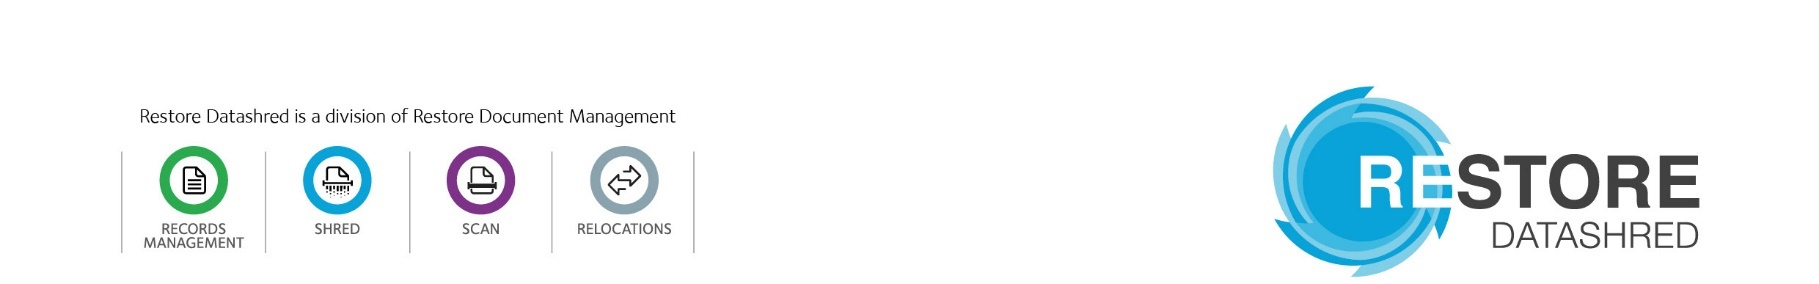 Restore Datashred is a division of Restore Document Management
RECORDS
MANAGEMENT
SHRED
SCAN
RELOCATIONS
RESTORE
DATASHRED